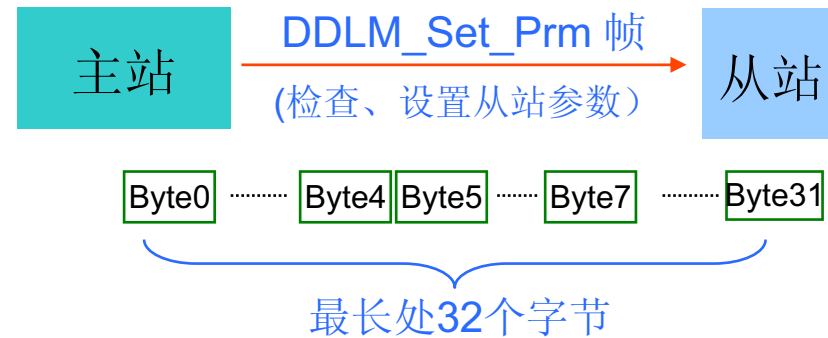 主站
DDLM_Set_Prm 帧
(检查、设置从站参数）
从站
Byte0 ........... Byte4 Byte5 ........ Byte7 ........... Byte31
最长处32个字节